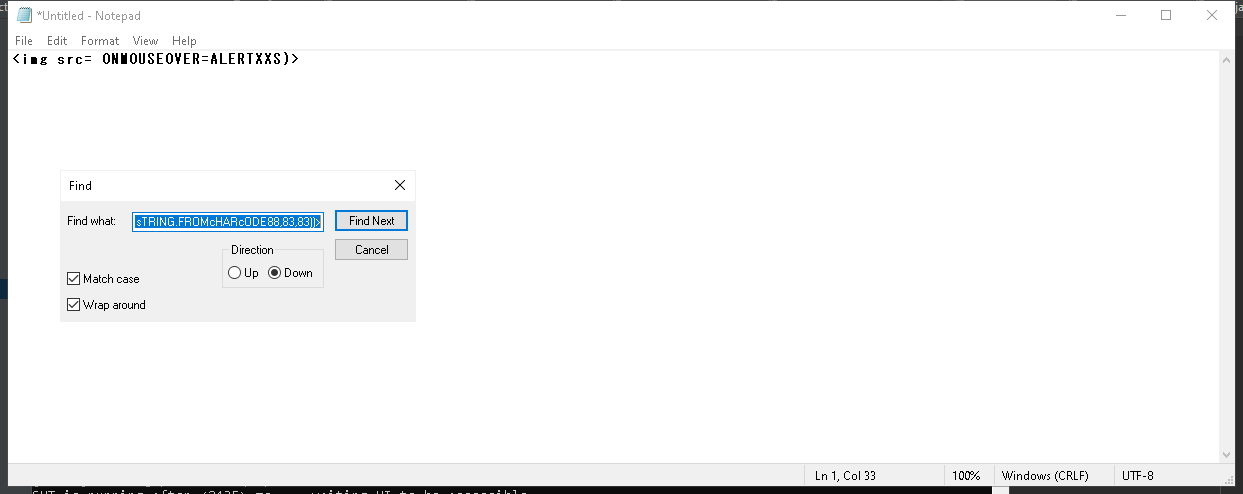 *Untitled - Notepad
File Edit Format View Help
<img src= ONMOUSEOVER=ALERTXXS)>
Find
Find what: sTRING.FROMcHARcODE88,83,83))> Find Next
Direction Cancel
Up Down
Match case
Wrap around
Ln 1, Col 33 100% Windows (CRLF) UTF-8